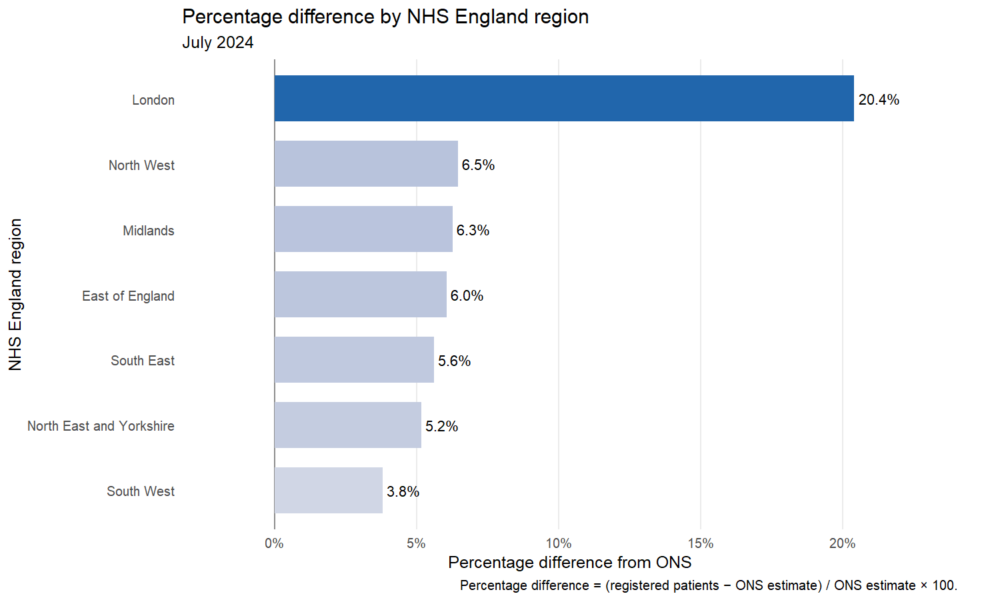 Percentage difference by NHS England region
July 2024
NHS England region
London
20.4%
North West
6.5%
Midlands
6.3%
East of England
6.0%
South East
5.6%
North East and Yorkshire
5.2%
South West
3.8%
0%
5%
10%
15%
20%
Percentage difference from ONS
Percentage difference = (registered patients − ONS estimate) / ONS estimate × 100.